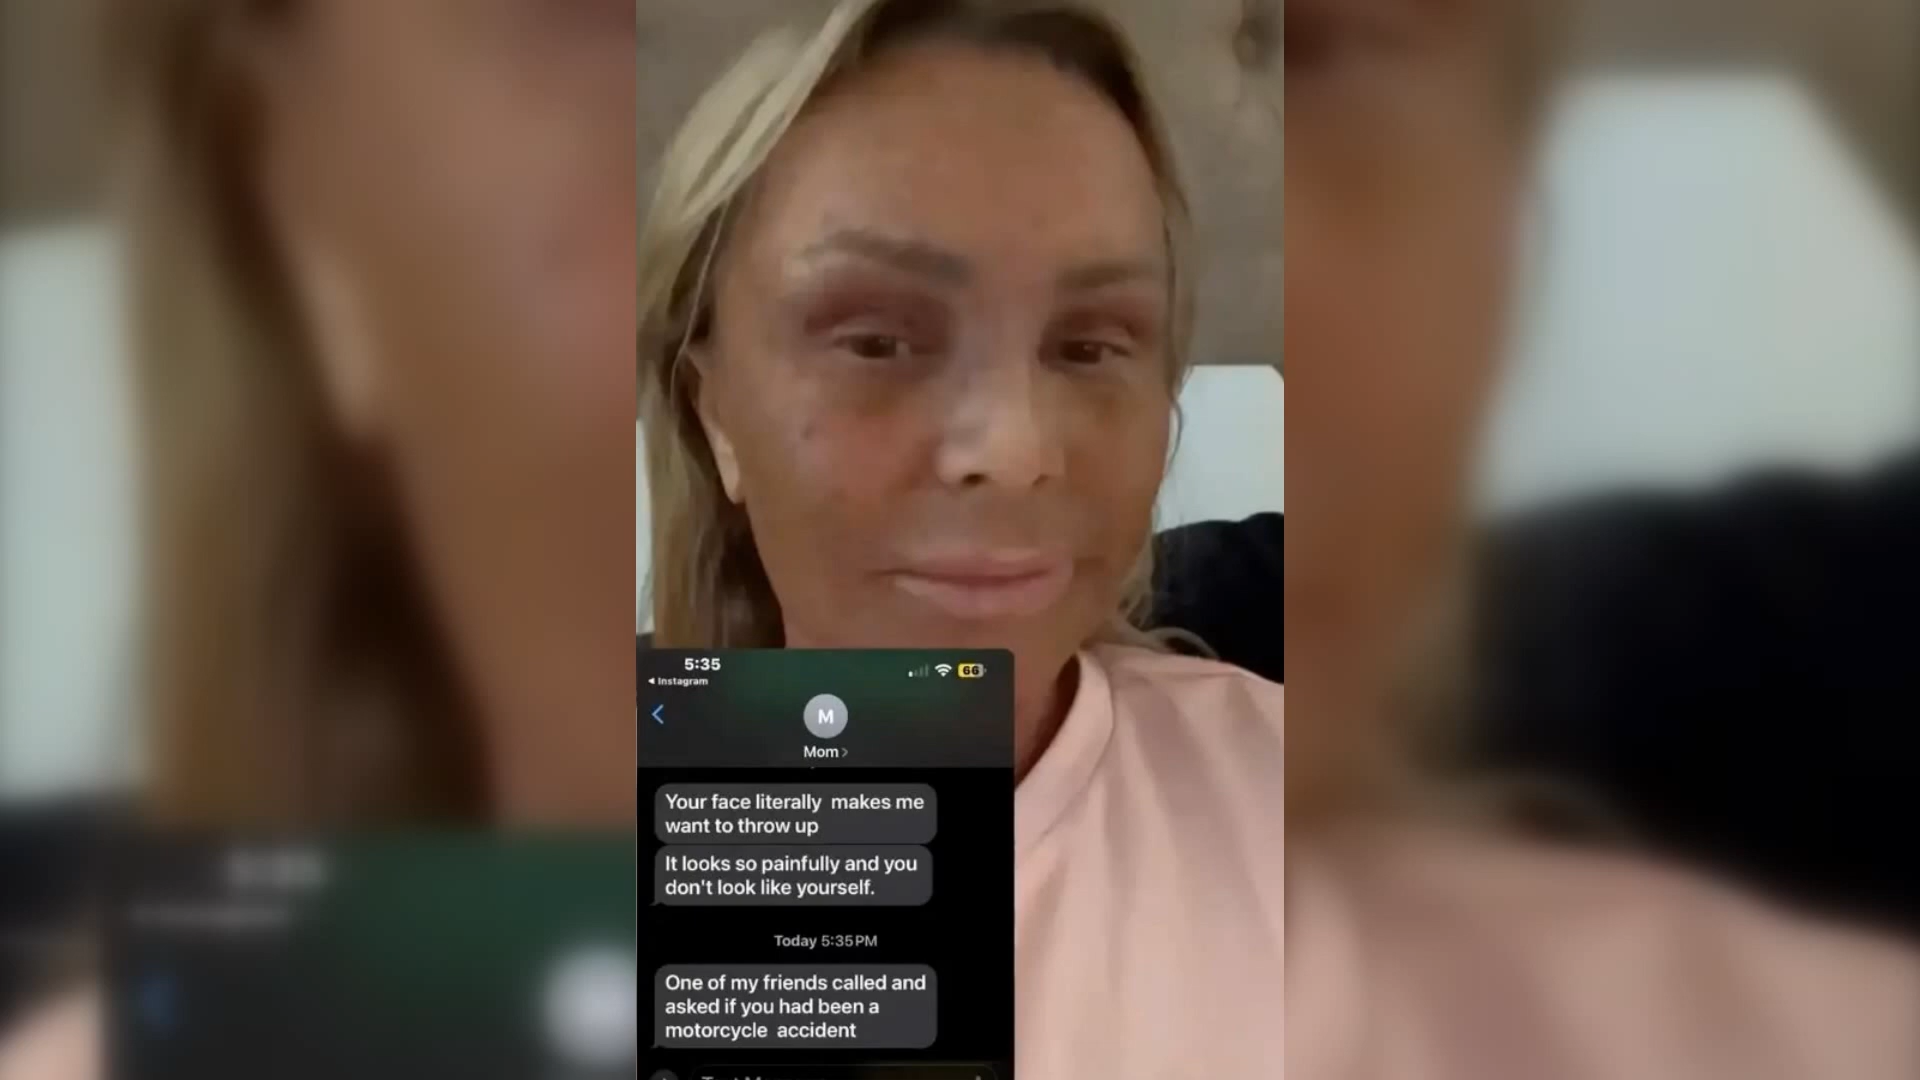 5:35
66
◀ Instagram
M
Mom >
Your face literally makes me
want to throw up
It looks so painfully and you
don't look like yourself.
Today 5:35 PM
One of my friends called and
asked if you had been a
motorcycle accident